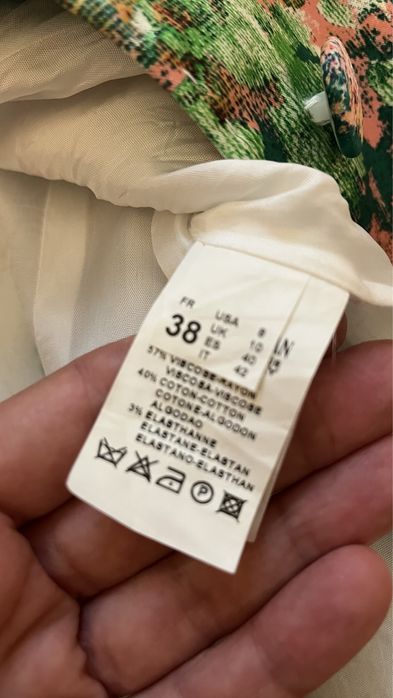 FR 38
USA 8
UK 10
ES 40
IT 42
57% VISCOSE-RAYON
VISCOSA-VISCOSE
40% COTON-COTTON
COTONE-ALGODON
ALGODAO
3% ELASTHANNE
ELASTANE-ELASTAN
ELASTANO-ELASTHAN
P